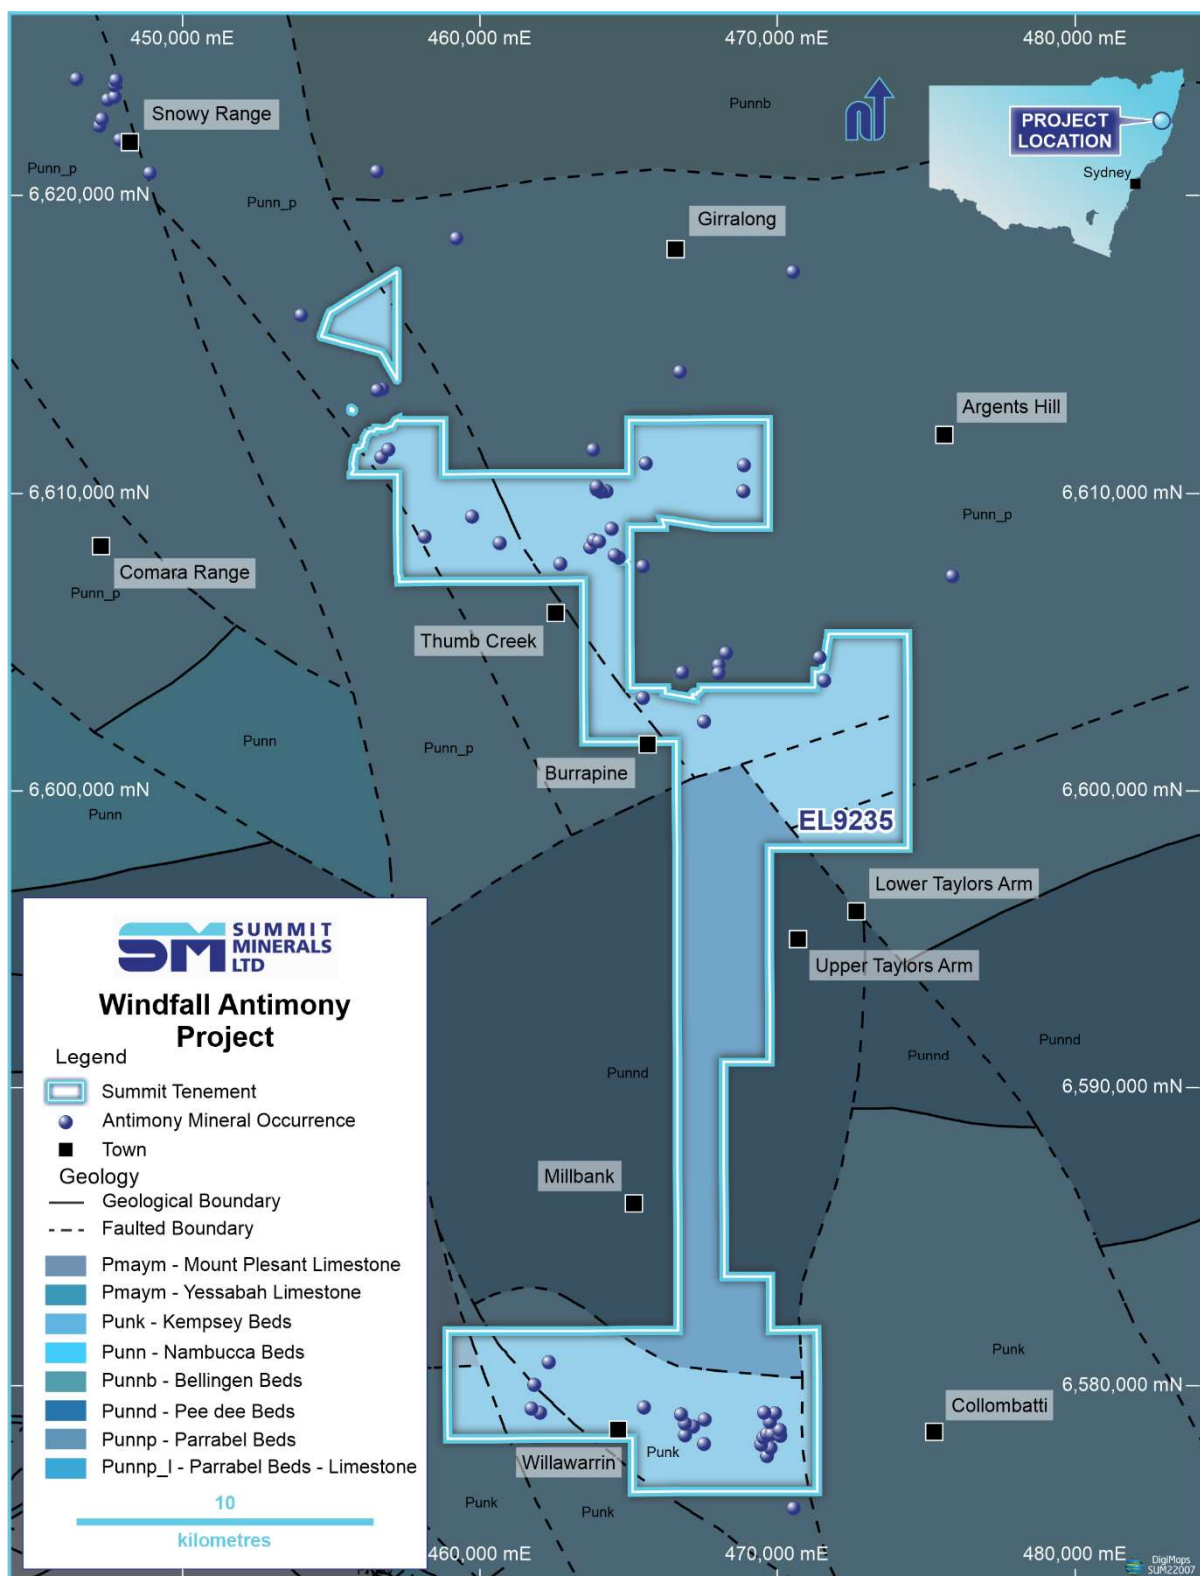 450,000 mE
460,000 mE
470,000 mE
480,000 mE
Punnb
PROJECT
LOCATION
Sydney
Snowy Range
Punn_p
Punn_p
6,620,000 mN
Girralong
Argents Hill
6,610,000 mN
6,610,000 mN
Punn_p
Comara Range
Punn_p
Thumb Creek
Punn
Punn_p
Burrapine
6,600,000 mN
6,600,000 mN
Punn
EL9235
Lower Taylors Arm
Upper Taylors Arm
SM SUMMIT
MINERALS
LTD
Windfall Antimony
Project
Legend
Summit Tenement
Antimony Mineral Occurrence
Town
Geology
Geological Boundary
Faulted Boundary
Pmaym - Mount Plesant Limestone
Pmaym - Yessabah Limestone
Punk - Kempsey Beds
Punn - Nambucca Beds
Punnb - Bellingen Beds
Punnd - Pee dee Beds
Punnp - Parrabel Beds
Punnp_l - Parrabel Beds - Limestone
10
kilometres
Punnd
Punnd
Punnd
6,590,000 mN
Millbank
Punk
6,580,000 mN
Collombatti
Willawarrin
Punk
Punk
Punk
460,000 mE
470,000 mE
480,000 mE
DigiMaps
SUM22007